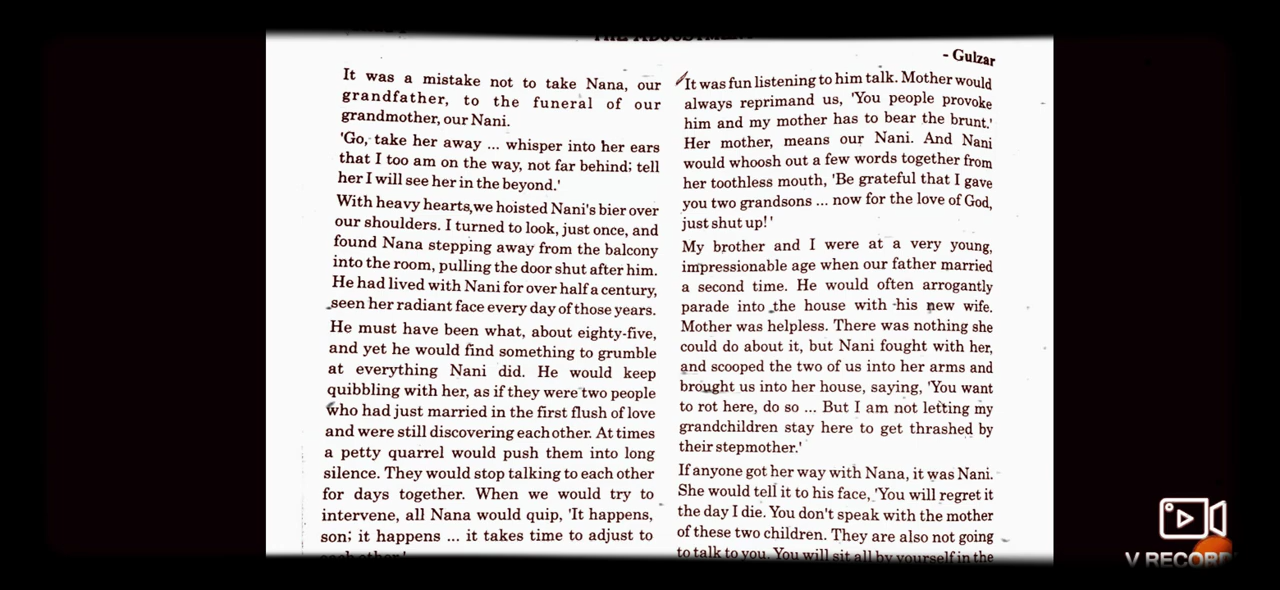 - Gulzar
It was a mistake not to take Nana, our
grandfather, to the funeral of our
grandmother, our Nani.
'Go, take her away ... whisper into her ears
that I too am on the way, not far behind; tell
her I will see her in the beyond.'
With heavy hearts,we hoisted Nani's bier over
our shoulders. I turned to look, just once, and
found Nana stepping away from the balcony
into the room, pulling the door shut after him.
He had lived with Nani for over half a century,
seen her radiant face every day of those years.
He must have been what, about eighty-five,
and yet he would find something to grumble
at everything Nani did. He would keep
quibbling with her, as if they were two people
who had just married in the first flush of love
and were still discovering each other. At times
a petty quarrel would push them into long
silence. They would stop talking to each other
for days together. When we would try to
intervene, all Nana would quip, 'It happens,
son; it happens ... it takes time to adjust to
each other.'
It was fun listening to him talk. Mother would
always reprimand us, 'You people provoke
him and my mother has to bear the brunt.'
Her mother, means our Nani. And Nani
would whoosh out a few words together from
her toothless mouth, 'Be grateful that I gave
you two grandsons ... now for the love of God,
just shut up!'
My brother and I were at a very young,
impressionable age when our father married
a second time. He would often arrogantly
parade into the house with his new wife.
Mother was helpless. There was nothing she
could do about it, but Nani fought with her,
and scooped the two of us into her arms and
brought us into her house, saying, 'You want
to rot here, do so ... But I am not letting my
grandchildren stay here to get thrashed by
their stepmother.'
If anyone got her way with Nana, it was Nani.
She would tell it to his face, 'You will regret it
the day I die. You don't speak with the mother
of these two children. They are also not going
to talk to you. You will sit all by yourself in the
V RECOR